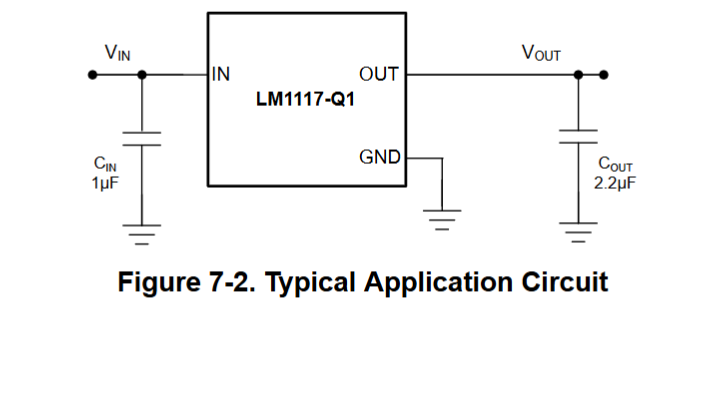 VIN
VOUT
IN
OUT
LM1117-Q1
GND
CIN
1μF
COUT
2.2μF
Figure 7-2. Typical Application Circuit